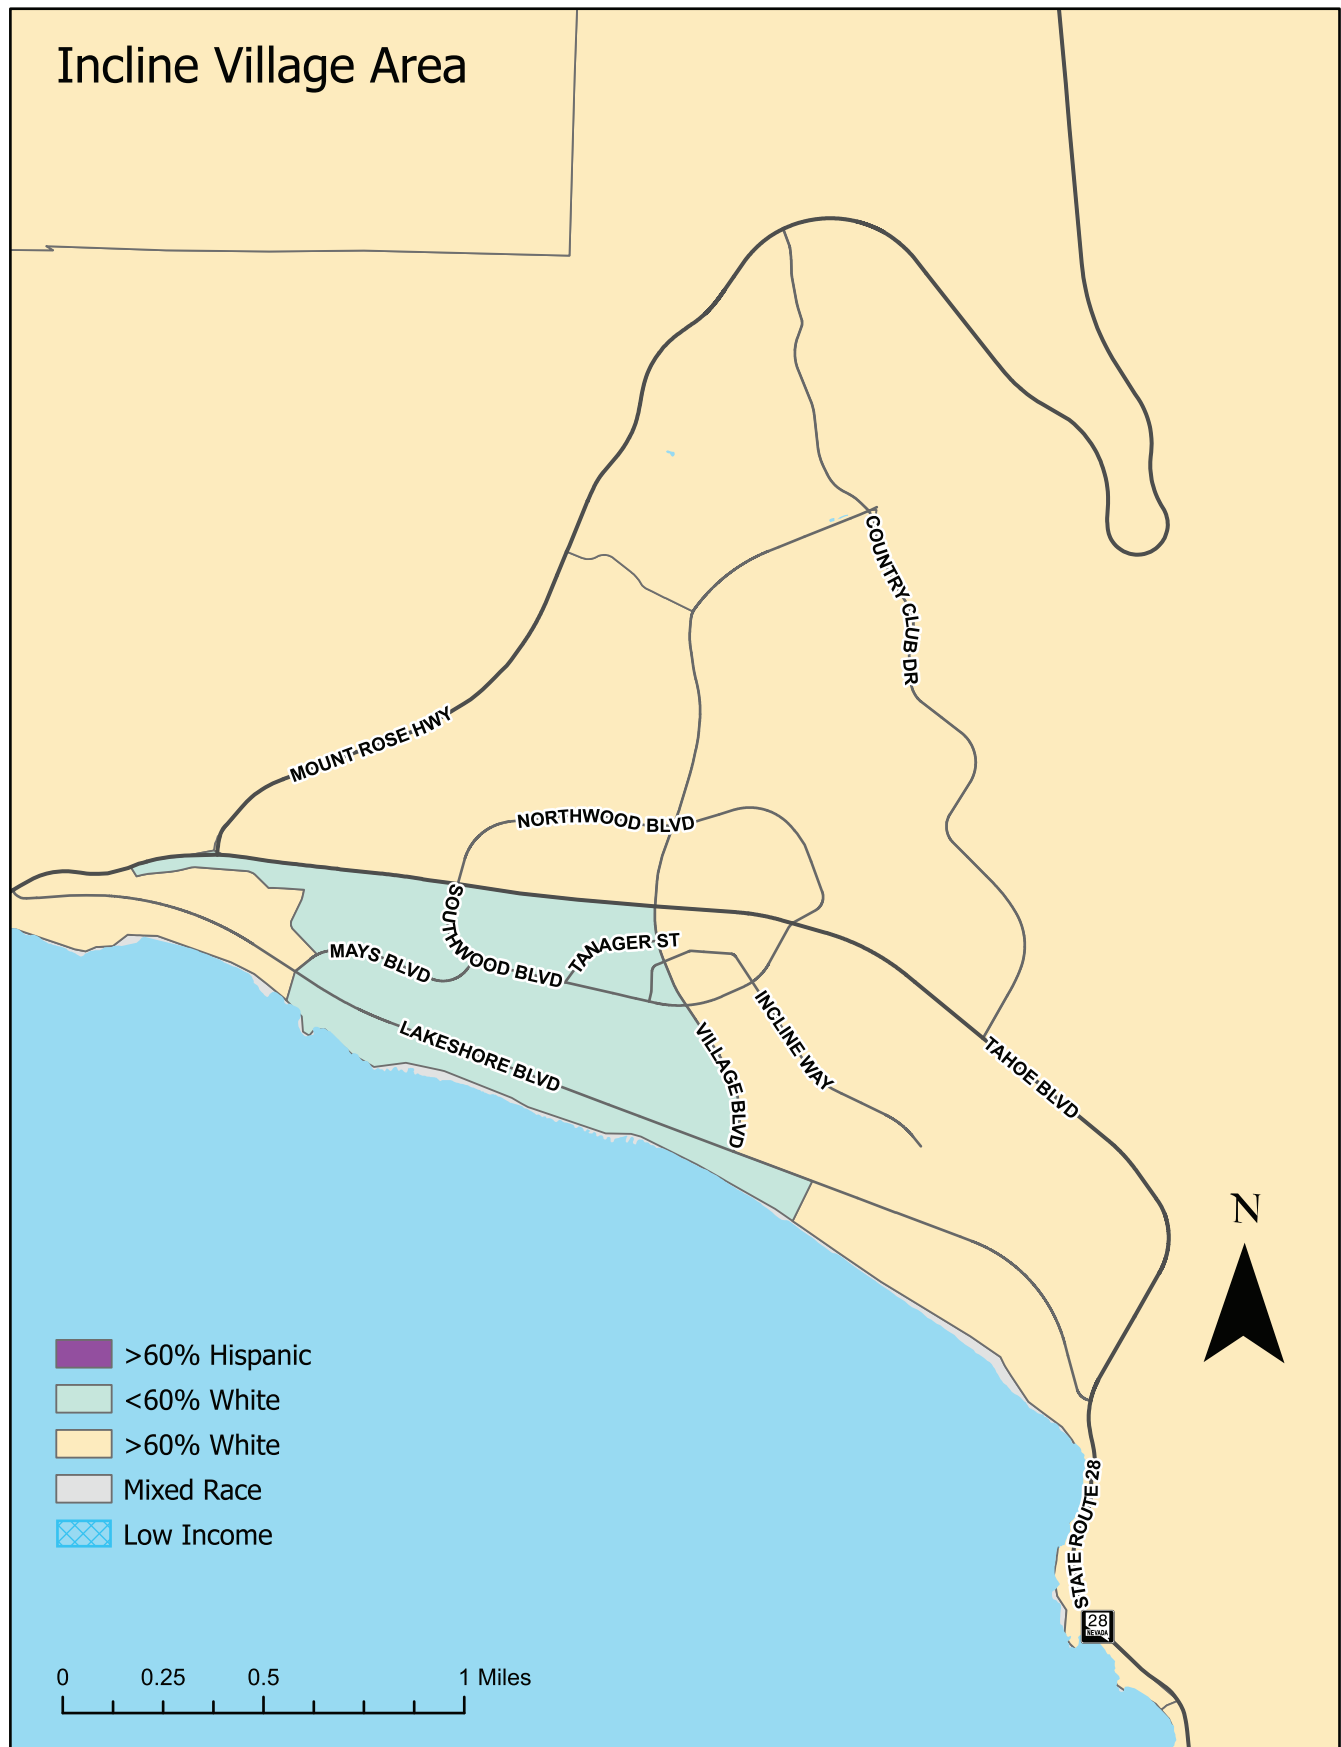 Incline Village Area
COUNTRY CLUB DR
MOUNT ROSE HWY
NORTHWOOD BLVD
SOUTHWOOD BLVD
TANAGER ST
MAYS BLVD
INCLINE WAY
LAKESHORE BLVD
VILLAGE BLVD
TAHOE BLVD
N
>60% Hispanic
<60% White
>60% White
Mixed Race
Low Income
STATE ROUTE 28
28
NEVADA
0 0.25 0.5 1 Miles